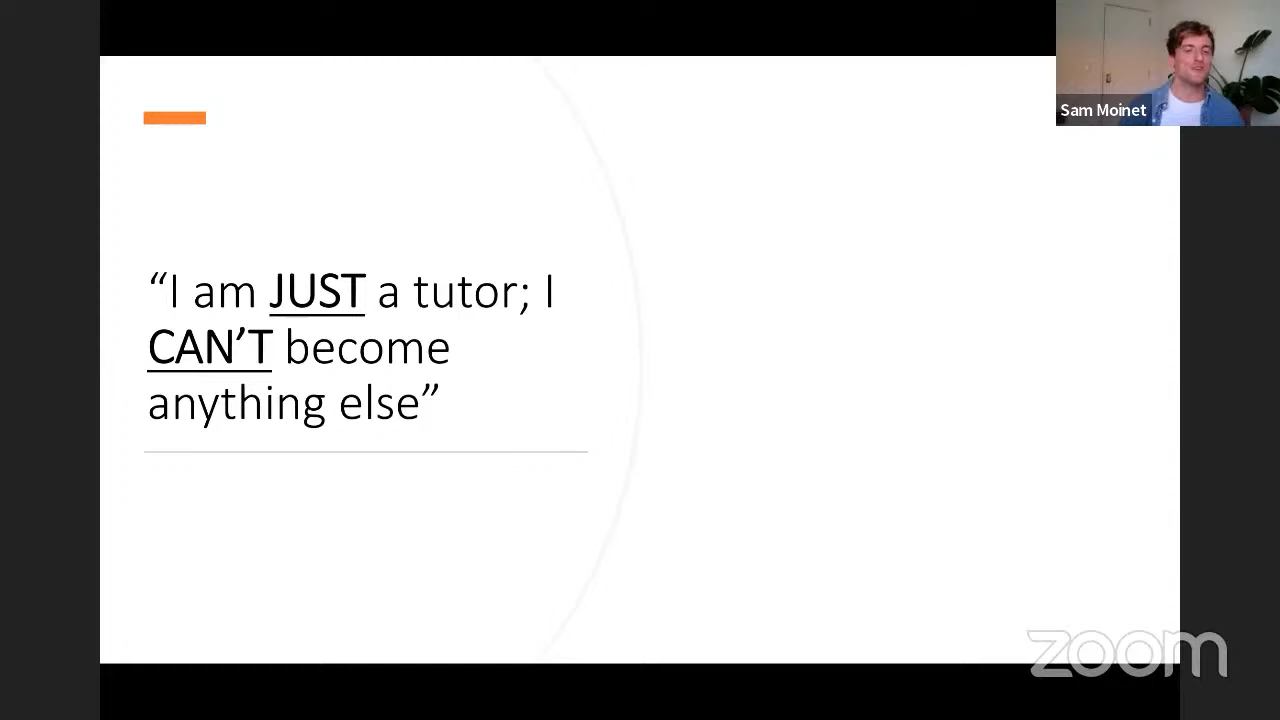 Sam Moinet
“I am JUST a tutor; I
CAN’T become
anything else”
zoom